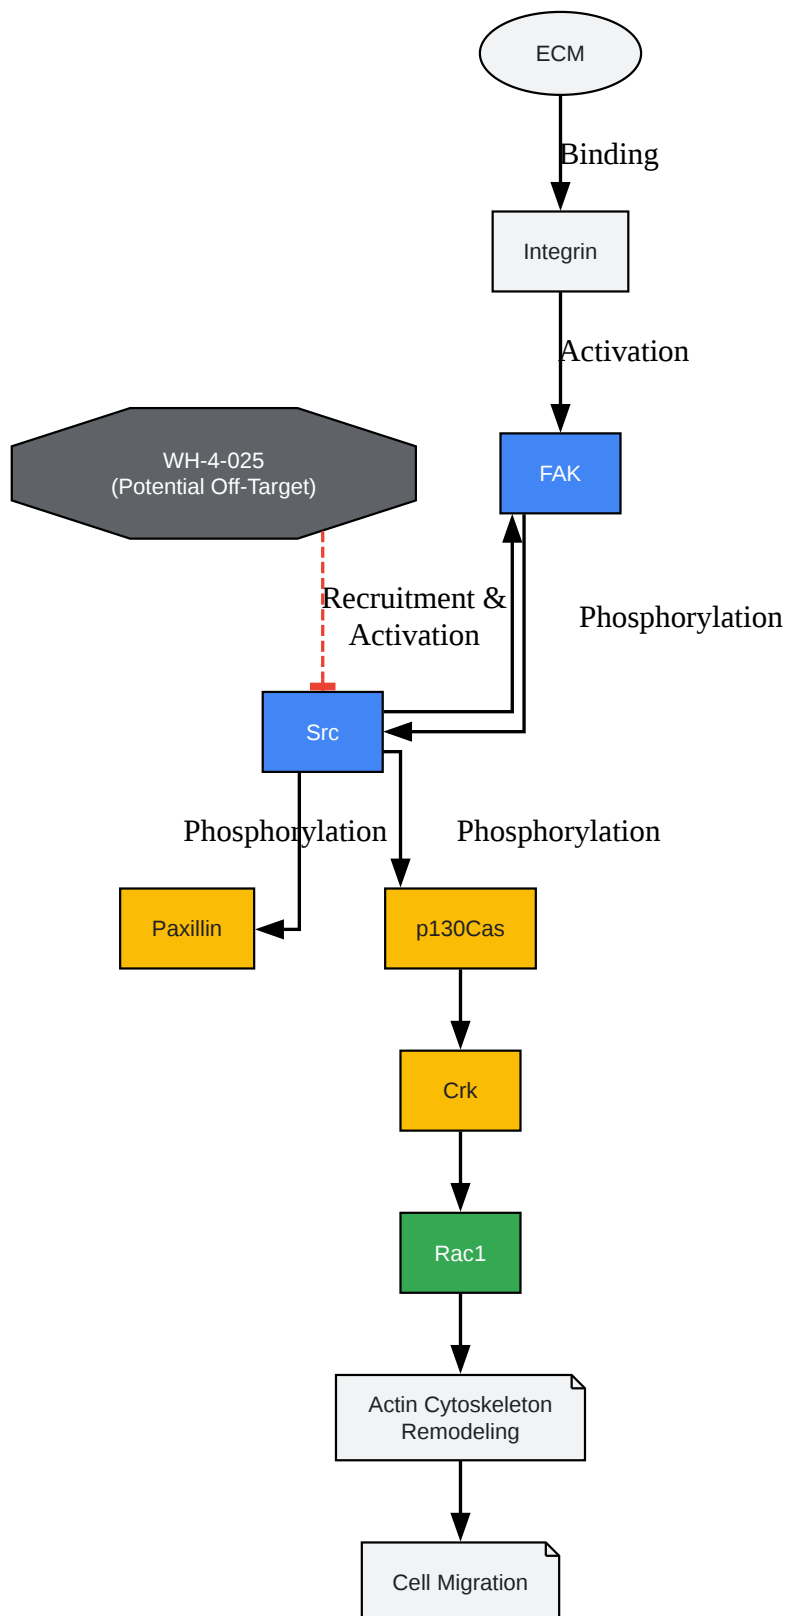 ECM
Binding
Integrin
Activation
WH-4-025
(Potential Off-Target)
FAK
Recruitment &
Activation
Phosphorylation
Src
Phosphorylation
Phosphorylation
Paxillin
p130Cas
Crk
Rac1
Actin Cytoskeleton
Remodeling
Cell Migration